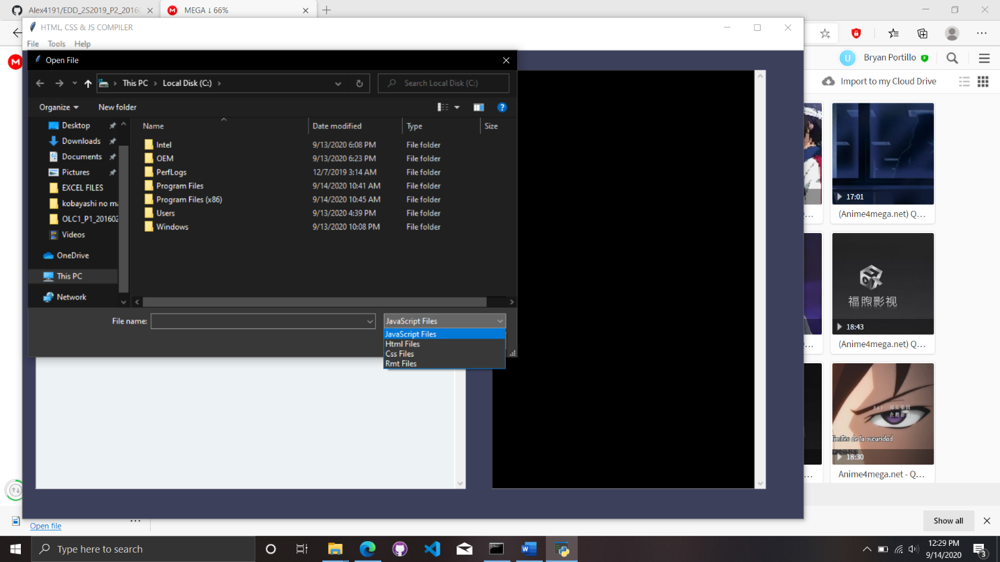 Alex4191/EDD_2S2019_P2_2016
MEGA ↓ 66%
HTML, CSS & JS COMPILER
File Tools Help
Open File
This PC > Local Disk (C:) >
Search Local Disk (C:)
Organize
New folder
Desktop
Downloads
Documents
Pictures
EXCEL FILES
kobayashi no ma
OLC1_P1_201602
Videos
OneDrive
This PC
Network
Name Date modified Type Size
Intel 9/13/2020 6:08 PM File folder
OEM 9/13/2020 6:23 PM File folder
PerfLogs 12/7/2019 3:14 AM File folder
Program Files 9/14/2020 10:41 AM File folder
Program Files (x86) 9/14/2020 10:45 AM File folder
Users 9/13/2020 4:39 PM File folder
Windows 9/13/2020 10:08 PM File folder
File name:
JavaScript Files
JavaScript Files
Html Files
Css Files
Rmt Files
U
Bryan Portillo
Import to my Cloud Drive
17:01
(Anime4mega.net) Q...
福煦影视
18:43
(Anime4mega.net) Q...
limites de la oscuridad
18:30
Anime4mega.net - Q...
Open file
Show all
Type here to search
12:29 PM
9/14/2020
3